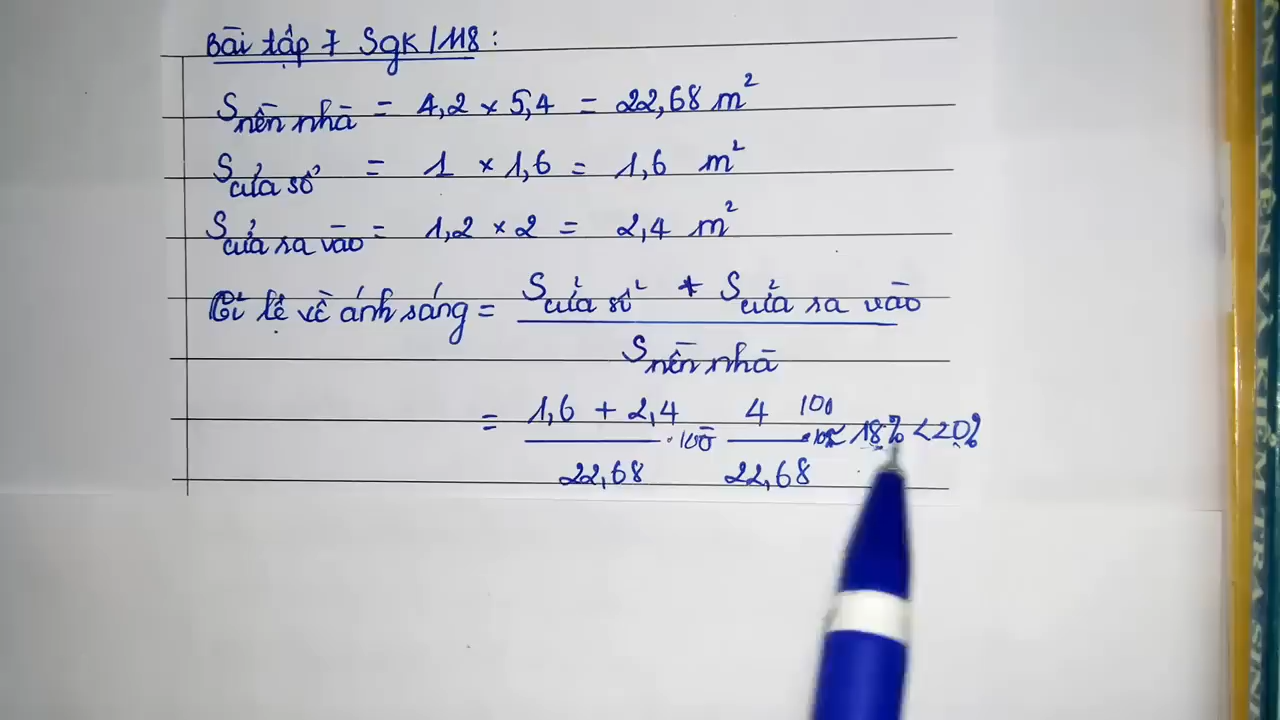 Bài tập 7 Sgk/118:
S nền nhà = 4,2 × 5,4 = 22,68 m²
S cửa sổ = 1 × 1,6 = 1,6 m²
S cửa ra vào = 1,2 × 2 = 2,4 m²
Tỉ lệ về ánh sáng = S cửa sổ + S cửa ra vào
S nền nhà
= 1,6 + 2,4 / 22,68 · 100 = 4 / 22,68 · 100 ≈ 18% < 20%